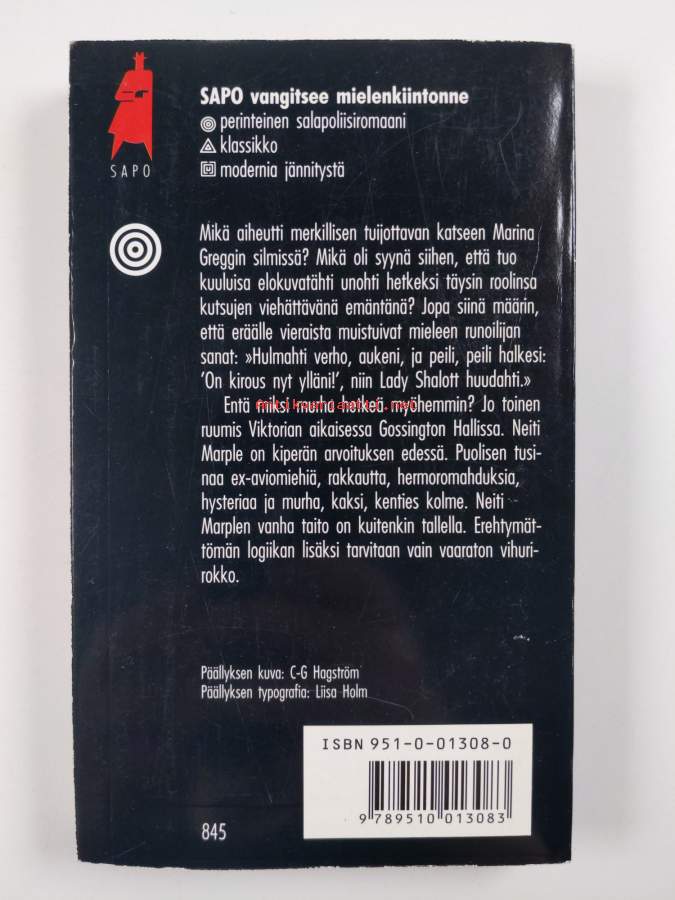 SAPO vangitsee mielenkiintonne
perinteinen salapoliisiromaani
klassikko
modernia jännitystä
SAPO
Mikä aiheutti merkillisen tuijottavan katseen Marina
Greggin silmissä? Mikä oli syynä siihen, että tuo
kuuluisa elokuvatähti unohti hetkeksi täysin roolinsa
kutsujen viehättävänä emäntänä? Jopa siinä määrin,
että eräälle vieraista muistuivat mieleen runoilijan
sanat: »Hulmahti verho, aukeni, ja peili, peili halkesi:
’On kirous nyt ylläni!’, niin Lady Shalott huudahti.»
Entä miksi murha hetkeä myöhemmin? Jo toinen
ruumis Viktorian aikaisessa Gossington Hallissa. Neiti
Marple on kiperän arvoituksen edessä. Puolisen tusi-
naa ex-aviomiehiä, rakkautta, hermoromahduksia,
hysteriaa ja murha, kaksi, kenties kolme. Neiti
Marplen vanha taito on kuitenkin tallella. Erehtymät-
tömän logiikan lisäksi tarvitaan vain vaaraton vihuri-
rokko.
Antikvariaatti.net
Päällyksen kuva: C-G Hagström
Päällyksen typografia: Liisa Holm
ISBN 951-0-01308-0
9 789510 013083
845